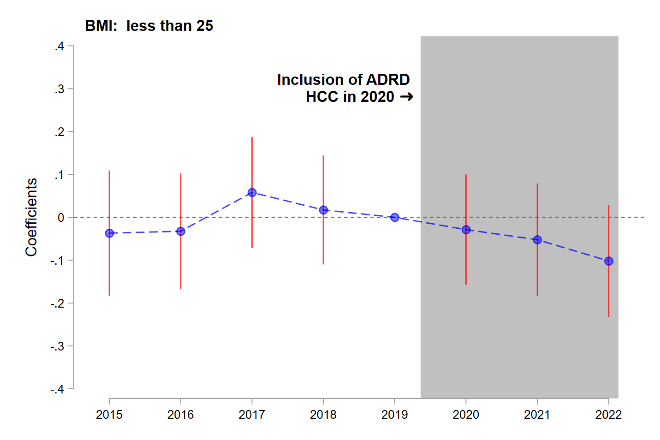 BMI:  less than 25
.4
.3
.2
.1
0
-.1
-.2
-.3
-.4
Coefficients
Inclusion of ADRD
HCC in 2020 ➔
2015 2016 2017 2018 2019 2020 2021 2022